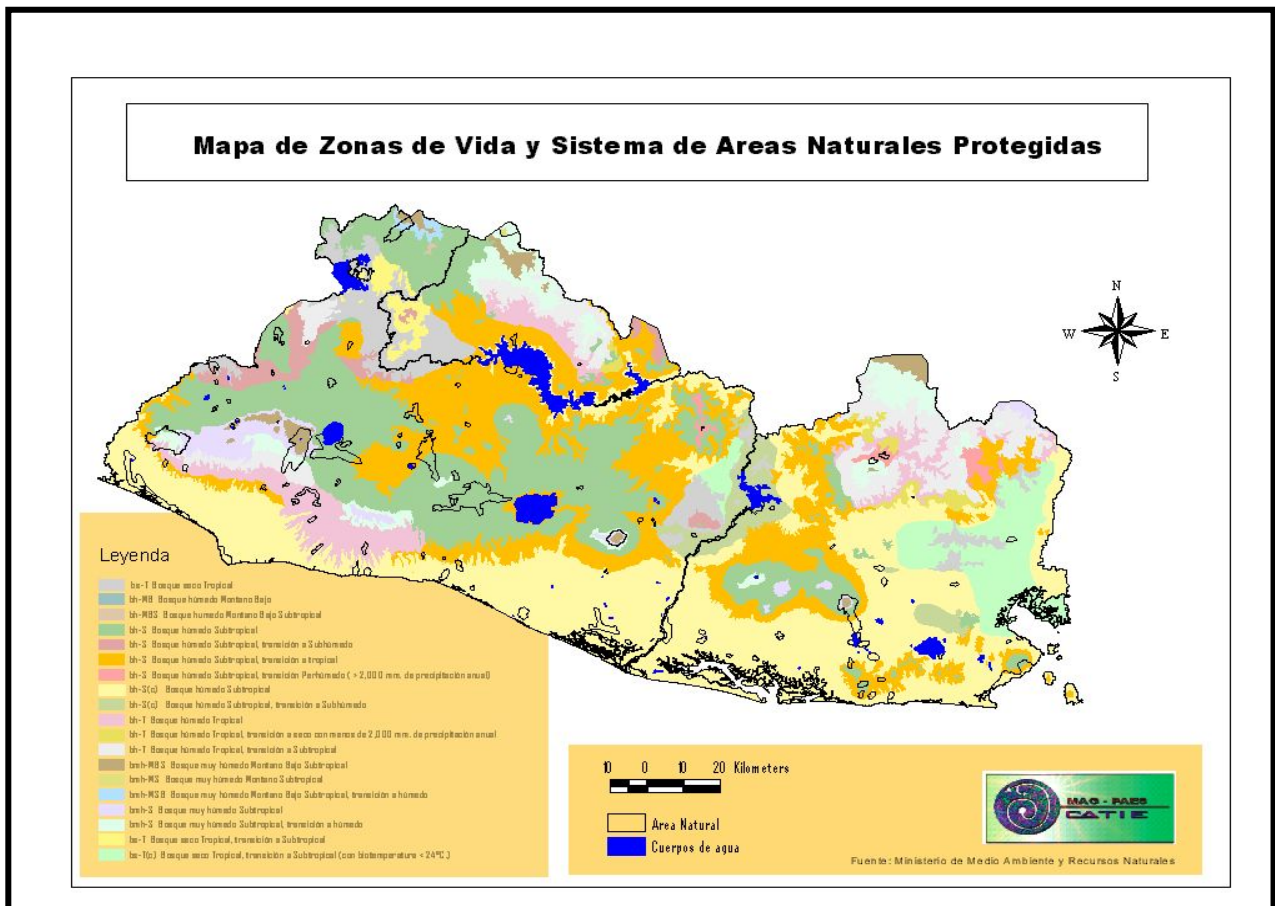 Mapa de Zonas de Vida y Sistema de Areas Naturales Protegidas
N
W
E
S
Leyenda
bs-T Bosque seco Tropical
bh-MB Bosque húmedo Montano Bajo
bh-MBS Bosque humedo Montano Bajo Subtropical
bh-S Bosque húmedo Subtropical
bh-S Bosque húmedo Subtropical, transición a Subhúmedo
bh-S Bosque húmedo Subtropical, transición a tropical
bh-S Bosque húmedo Subtropical, transición Perhúmedo ( > 2,000 mm. de precipitación anual)
bh-S(c) Bosque húmedo Subtropical
bh-S(c) Bosque húmedo Subtropical, transición a Subhúmedo
bh-T Bosque húmedo Tropical
bh-T Bosque húmedo Tropical, transición a seco con menos de 2,000 mm. de precipitación anual
bh-T Bosque húmedo Tropical, transición a Subtropical
bmh-MBS Bosque muy húmedo Montano Bajo Subtropical
bmh-MS Bosque muy húmedo Montano Subtropical
bmh-MSB Bosque muy húmedo Montano Bajo Subtropical, transición a húmedo
bmh-S Bosque muy húmedo Subtropical
bmh-S Bosque muy húmedo Subtropical, transición a húmedo
bs-T Bosque seco Tropical, transición a Subtropical
bs-T(c) Bosque seco Tropical, transición a Subtropical (con biotemperatura < 24°C.)
10 0 10 20 Kilometers
Area Natural
Cuerpos de agua
MAG - PAES
CATIE
Fuente: Ministerio de Medio Ambiente y Recursos Naturales